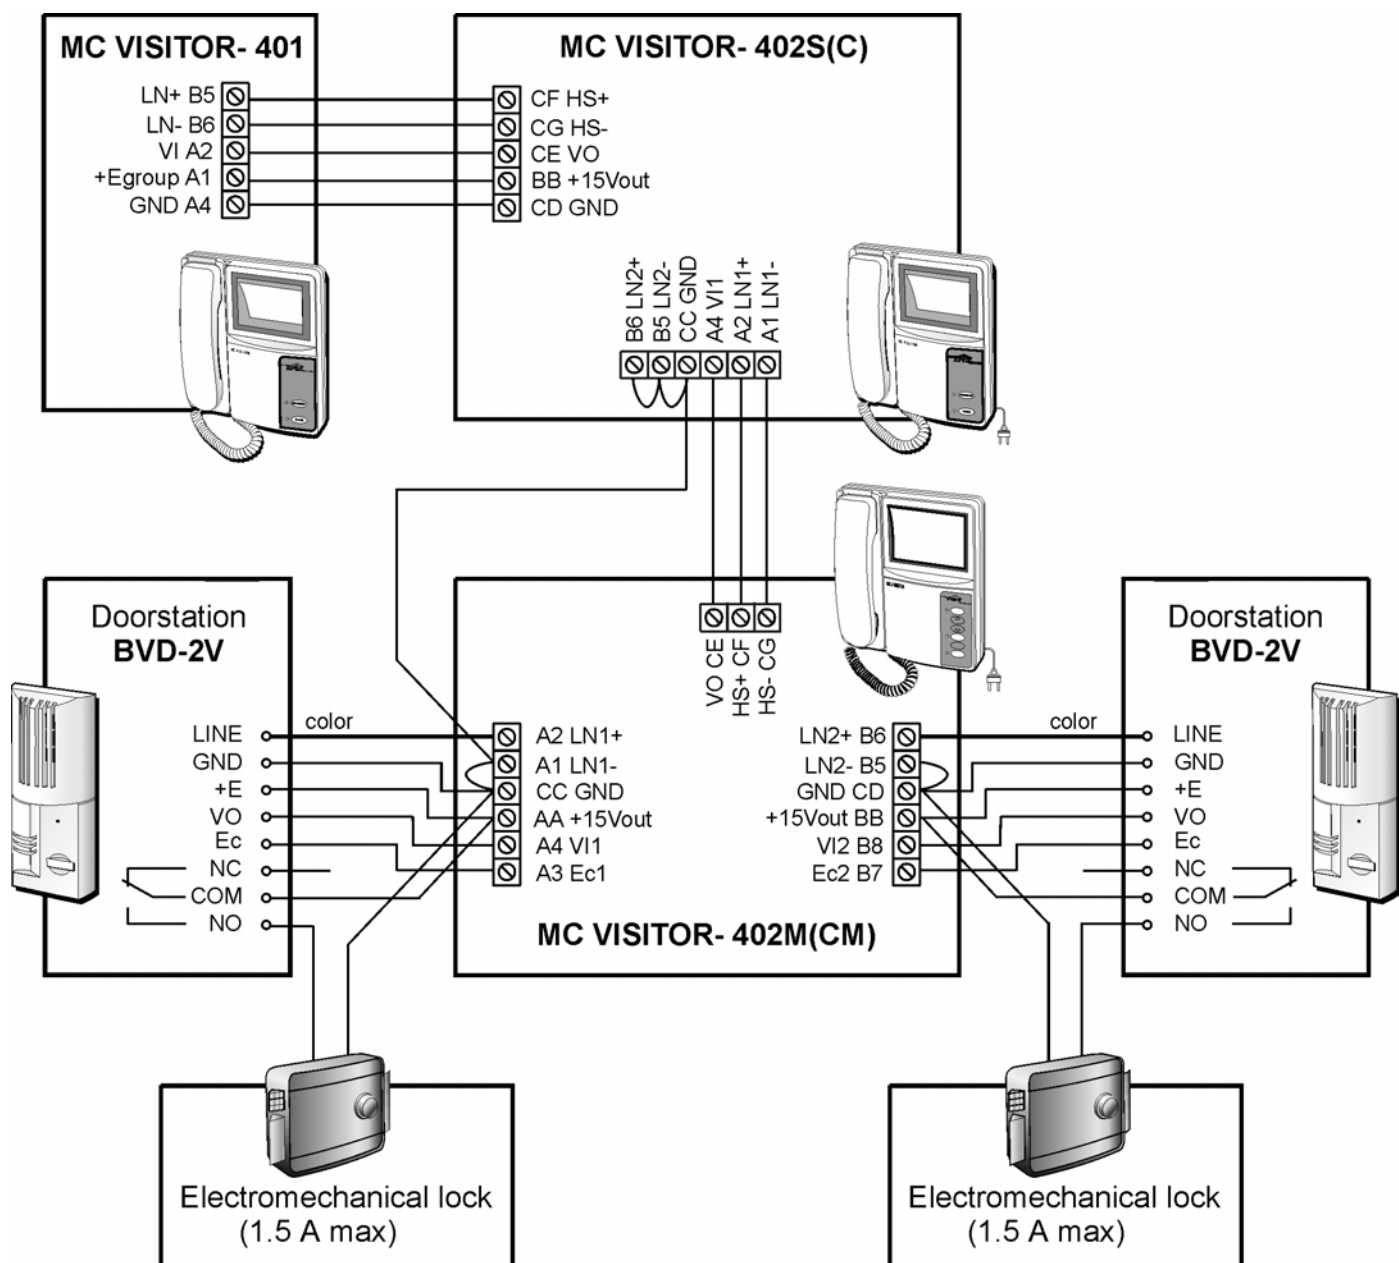 MC VISITOR- 401
LN+ B5
LN- B6
VI A2
+Egroup A1
GND A4
MC VISITOR- 402S(C)
CF HS+
CG HS-
CE VO
BB +15Vout
CD GND
B6 LN2+
B5 LN2-
CC GND
A4 VI1
A2 LN1+
A1 LN1-
Doorstation
BVD-2V
LINE
GND
+E
VO
Ec
NC
COM
NO
color
VO CE
HS+ CF
HS- CG
A2 LN1+
A1 LN1-
CC GND
AA +15Vout
A4 VI1
A3 Ec1
LN2+ B6
LN2- B5
GND CD
+15Vout BB
VI2 B8
Ec2 B7
MC VISITOR- 402M(CM)
color
Doorstation
BVD-2V
LINE
GND
+E
VO
Ec
NC
COM
NO
Electromechanical lock
(1.5 A max)
Electromechanical lock
(1.5 A max)